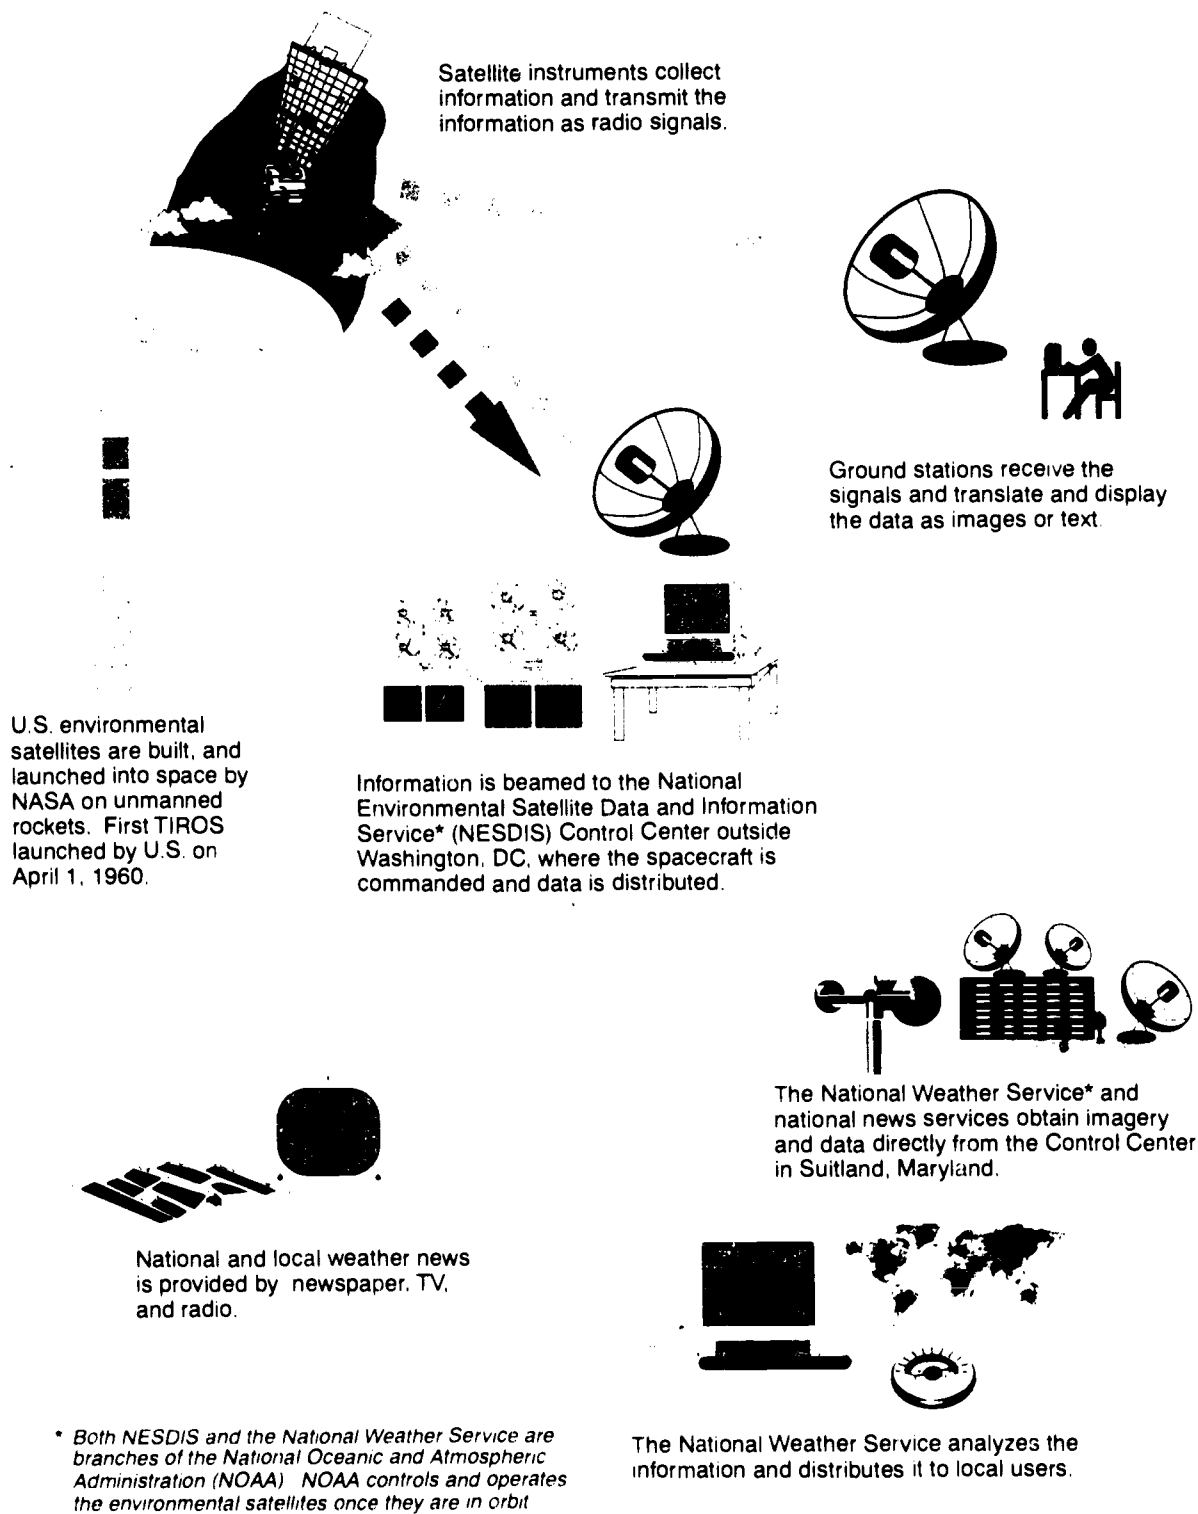 Satellite instruments collect
information and transmit the
information as radio signals.
Ground stations receive the
signals and translate and display
the data as images or text.
U.S. environmental
satellites are built, and
launched into space by
NASA on unmanned
rockets. First TIROS
launched by U.S. on
April 1, 1960.
Information is beamed to the National
Environmental Satellite Data and Information
Service* (NESDIS) Control Center outside
Washington, DC, where the spacecraft is
commanded and data is distributed.
The National Weather Service* and
national news services obtain imagery
and data directly from the Control Center
in Suitland, Maryland.
National and local weather news
is provided by newspaper, TV,
and radio.
The National Weather Service analyzes the
information and distributes it to local users.
* Both NESDIS and the National Weather Service are
branches of the National Oceanic and Atmospheric
Administration (NOAA) NOAA controls and operates
the environmental satellites once they are in orbit